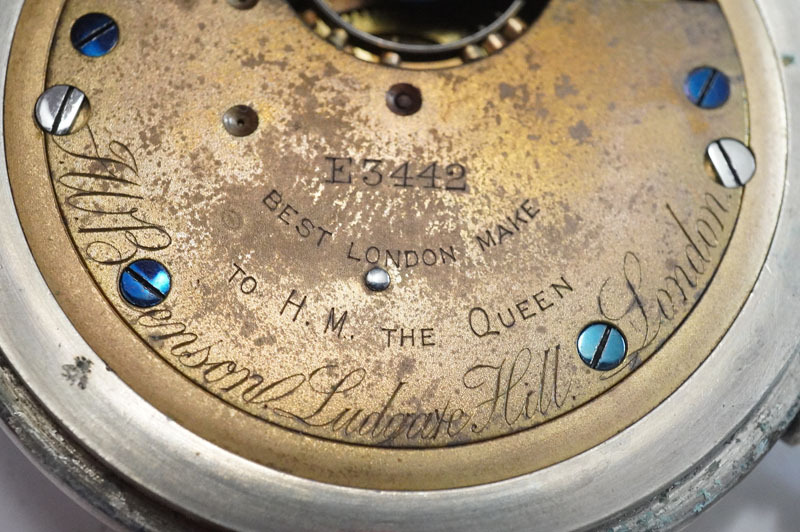 E3442
BEST LONDON MAKE
TO H. M. THE QUEEN
J.W. Benson. Ludgate Hill. London.